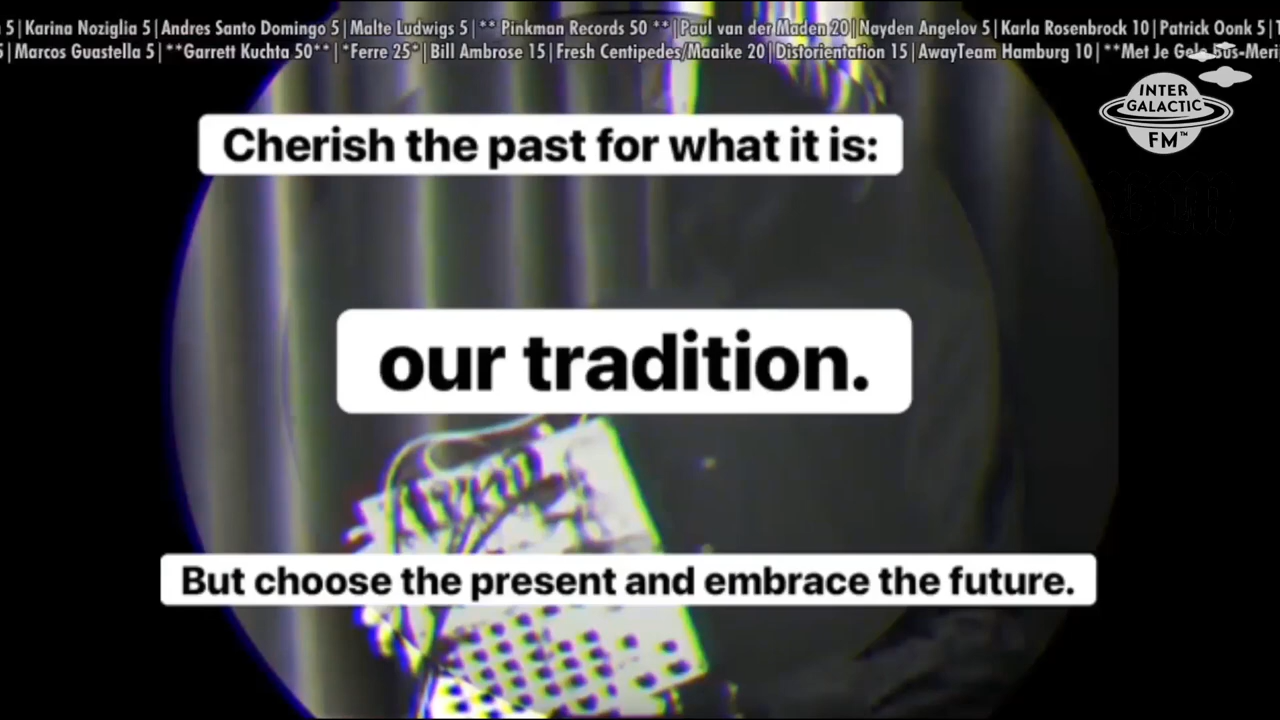 5|Karina Noziglia 5|Andres Santo Domingo 5|Malte Ludwigs 5|** Pinkman Records 50 **|Paul van der Maden 20|Nayden Angelov 5|Karla Rosenbrock 10|Patrick Oonk 5|
5|Marcos Guastella 5|**Garrett Kuchta 50**| *Ferre 25*| Bill Ambrose 15|Fresh Centipedes/Maaike 20|Distorientation 15|AwayTeam Hamburg 10|**Met Je
INTER
GALACTIC
FM™
Cherish the past for what it is:
our tradition.
But choose the present and embrace the future.